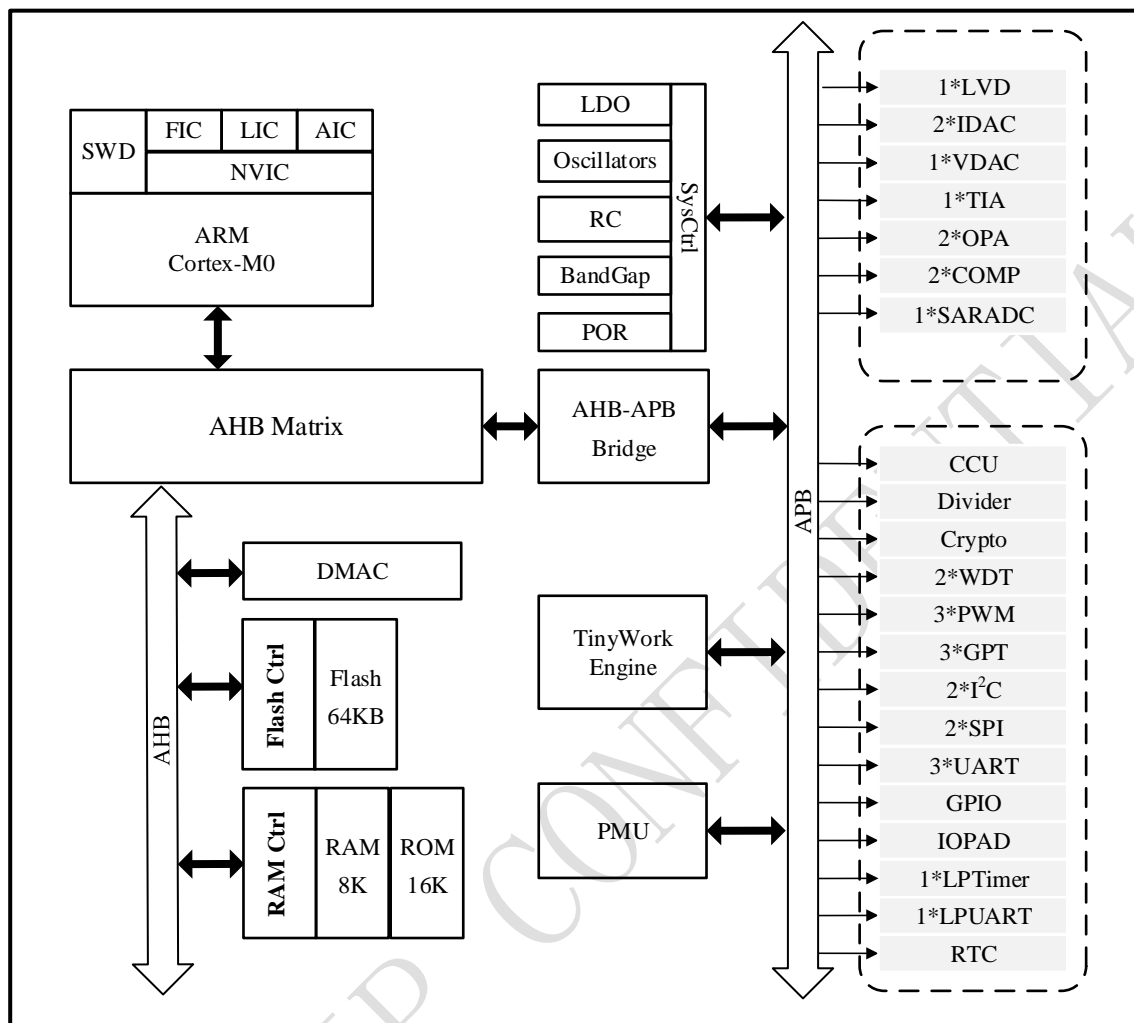 SWD
FIC
LIC
AIC
NVIC
ARM
Cortex-M0
LDO
Oscillators
RC
BandGap
POR
SysCtrl
AHB Matrix
AHB-APB
Bridge
AHB
DMAC
Flash Ctrl
Flash
64KB
RAM Ctrl
RAM
8K
ROM
16K
TinyWork
Engine
PMU
APB
1*LVD
2*IDAC
1*VDAC
1*TIA
2*OPA
2*COMP
1*SARADC
CCU
Divider
Crypto
2*WDT
3*PWM
3*GPT
2*I²C
2*SPI
3*UART
GPIO
IOPAD
1*LPTimer
1*LPUART
RTC